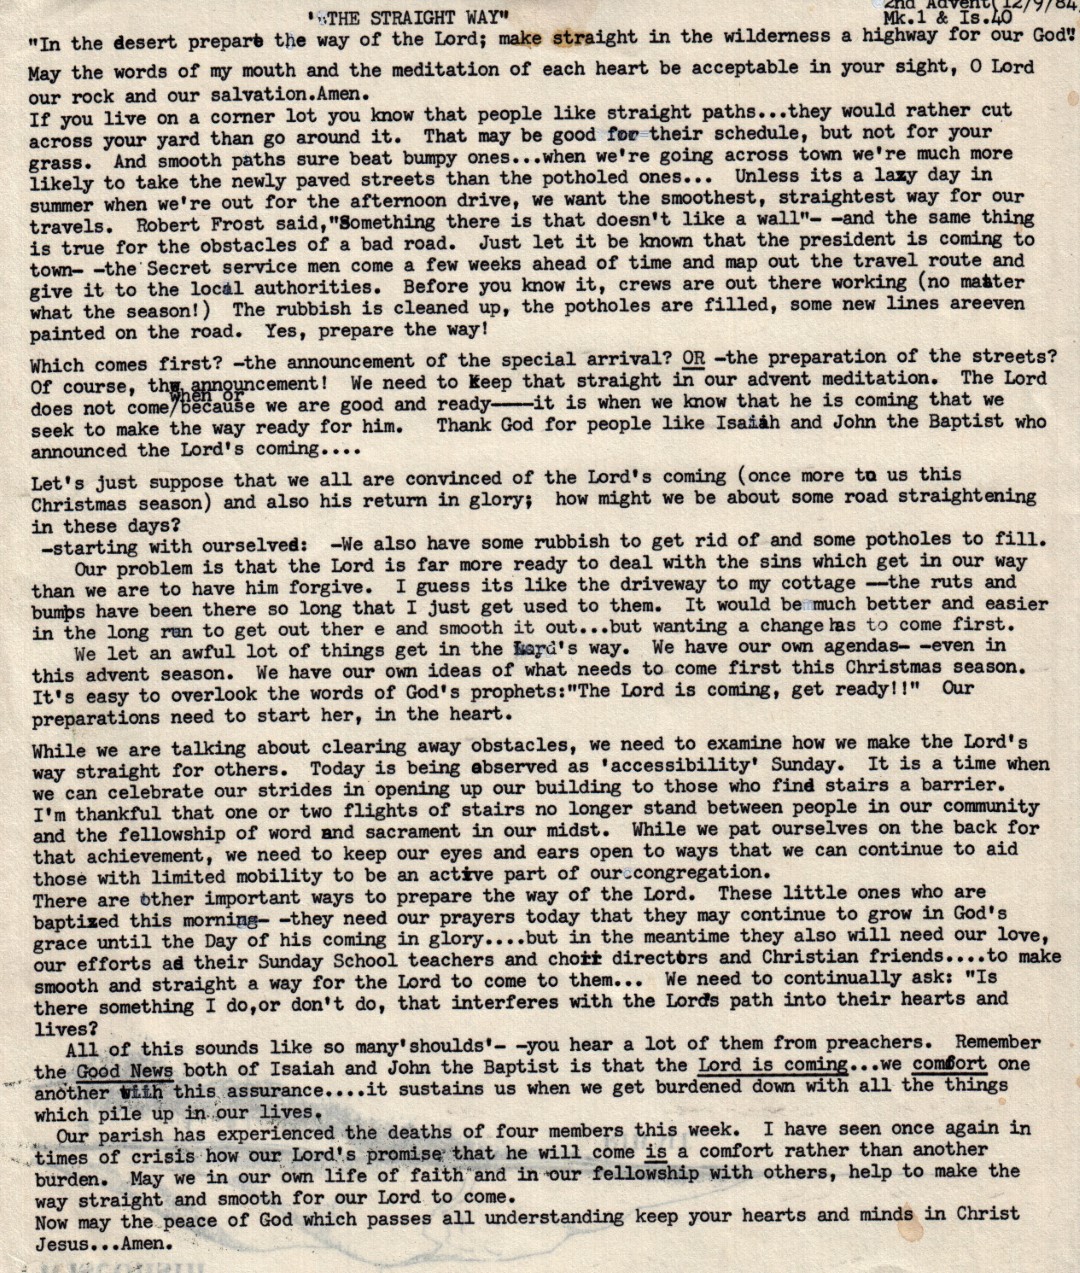 2nd Advent(12/9/84
"THE STRAIGHT WAY"
Mk.1 & Is.40
"In the desert prepare the way of the Lord; make straight in the wilderness a highway for our God"!
May the words of my mouth and the meditation of each heart be acceptable in your sight, O Lord
our rock and our salvation.Amen.
If you live on a corner lot you know that people like straight paths...they would rather cut
across your yard than go around it.  That may be good for their schedule, but not for your
grass.  And smooth paths sure beat bumpy ones...when we're going across town we're much more
likely to take the newly paved streets than the potholed ones...  Unless its a lazy day in
summer when we're out for the afternoon drive, we want the smoothest, straightest way for our
travels.  Robert Frost said,"Something there is that doesn't like a wall"- -and the same thing
is true for the obstacles of a bad road.  Just let it be known that the president is coming to
town- -the Secret service men come a few weeks ahead of time and map out the travel route and
give it to the local authorities.  Before you know it, crews are out there working (no matter
what the season!)  The rubbish is cleaned up, the potholes are filled, some new lines areeven
painted on the road.  Yes, prepare the way!
Which comes first? -the announcement of the special arrival? OR -the preparation of the streets?
Of course, the announcement!  We need to keep that straight in our advent meditation.  The Lord
when or
does not come/because we are good and ready----it is when we know that he is coming that we
seek to make the way ready for him.   Thank God for people like Isaiah and John the Baptist who
announced the Lord's coming....
Let's just suppose that we all are convinced of the Lord's coming (once more to us this
Christmas season) and also his return in glory;  how might we be about some road straightening
in these days?
-starting with ourselves:  -We also have some rubbish to get rid of and some potholes to fill.
Our problem is that the Lord is far more ready to deal with the sins which get in our way
than we are to have him forgive.  I guess its like the driveway to my cottage --the ruts and
bumbs have been there so long that I just get used to them.  It would be much better and easier
in the long run to get out ther e and smooth it out...but wanting a change has to come first.
We let an awful lot of things get in the Lord's way.  We have our own agendas- -even in
this advent season.  We have our own ideas of what needs to come first this Christmas season.
It's easy to overlook the words of God's prophets:"The Lord is coming, get ready!!"  Our
preparations need to start her, in the heart.
While we are talking about clearing away obstacles, we need to examine how we make the Lord's
way straight for others.  Today is being observed as 'accessibility' Sunday.  It is a time when
we can celebrate our strides in opening up our building to those who find stairs a barrier.
I'm thankful that one or two flights of stairs no longer stand between people in our community
and the fellowship of word and sacrament in our midst.  While we pat ourselves on the back for
that achievement, we need to keep our eyes and ears open to ways that we can continue to aid
those with limited mobility to be an active part of our congregation.
There are other important ways to prepare the way of the Lord.  These little ones who are
baptized this morning- -they need our prayers today that they may continue to grow in God's
grace until the Day of his coming in glory....but in the meantime they also will need our love,
our efforts as their Sunday School teachers and choir directors and Christian friends....to make
smooth and straight a way for the Lord to come to them...  We need to continually ask: "Is
there something I do,or don't do, that interferes with the Lord's path into their hearts and
lives?
All of this sounds like so many'shoulds'- -you hear a lot of them from preachers.  Remember
the Good News both of Isaiah and John the Baptist is that the Lord is coming...we comfort one
another with this assurance....it sustains us when we get burdened down with all the things
which pile up in our lives.
Our parish has experienced the deaths of four members this week.  I have seen once again in
times of crisis how our Lord's promise that he will come is a comfort rather than another
burden.  May we in our own life of faith and in our fellowship with others, help to make the
way straight and smooth for our Lord to come.
Now may the peace of God which passes all understanding keep your hearts and minds in Christ
Jesus...Amen.